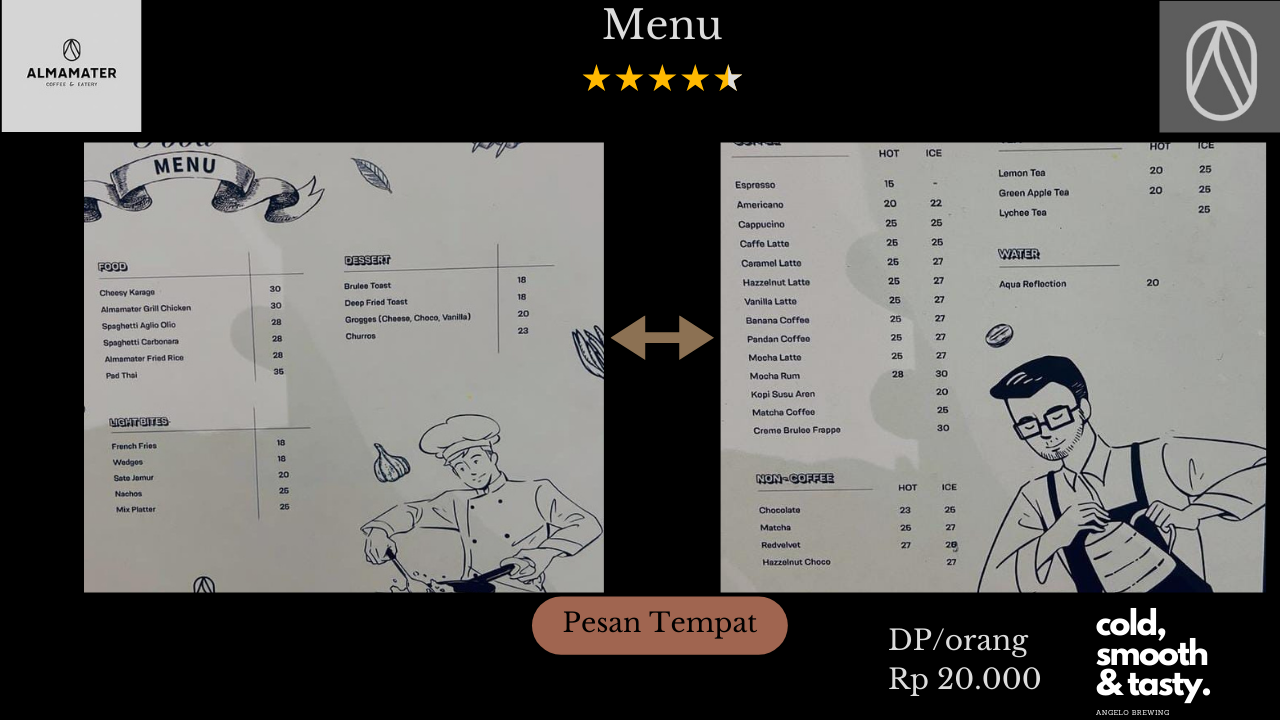 Menu
ALMAMATER
COFFEE & EATERY
Food
MENU
FOOD
Cheesy Karage 30
Almamater Grill Chicken 30
Spaghetti Aglio Olio 28
Spaghetti Carbonara 28
Almamater Fried Rice 28
Pad Thai 35
LIGHT BITES
French Fries 18
Wedges 18
Sate Jamur 20
Nachos 25
Mix Platter 25
DESSERT
Brulee Toast 18
Deep Fried Toast 18
Grogges (Cheese, Choco, Vanilla) 20
Churros 23
COFFEE
HOT ICE
Espresso 15 -
Americano 20 22
Cappucino 25 25
Caffe Latte 25 25
Caramel Latte 25 27
Hazzelnut Latte 25 27
Vanilla Latte 25 27
Banana Coffee 25 27
Pandan Coffee 25 27
Mocha Latte 25 27
Mocha Rum 28 30
Kopi Susu Aren 20
Matcha Coffee 25
Creme Brulee Frappe 30
NON - COFFEE
HOT ICE
Chocolate 23 25
Matcha 25 27
Redvelvet 27
Hazzelnut Choco 27
HOT ICE
Lemon Tea 20 25
Green Apple Tea 20 25
Lychee Tea 25
WATER
Aqua Reflection 20
Pesan Tempat
DP/orang
Rp 20.000
cold,
smooth
& tasty.
ANGELO BREWING